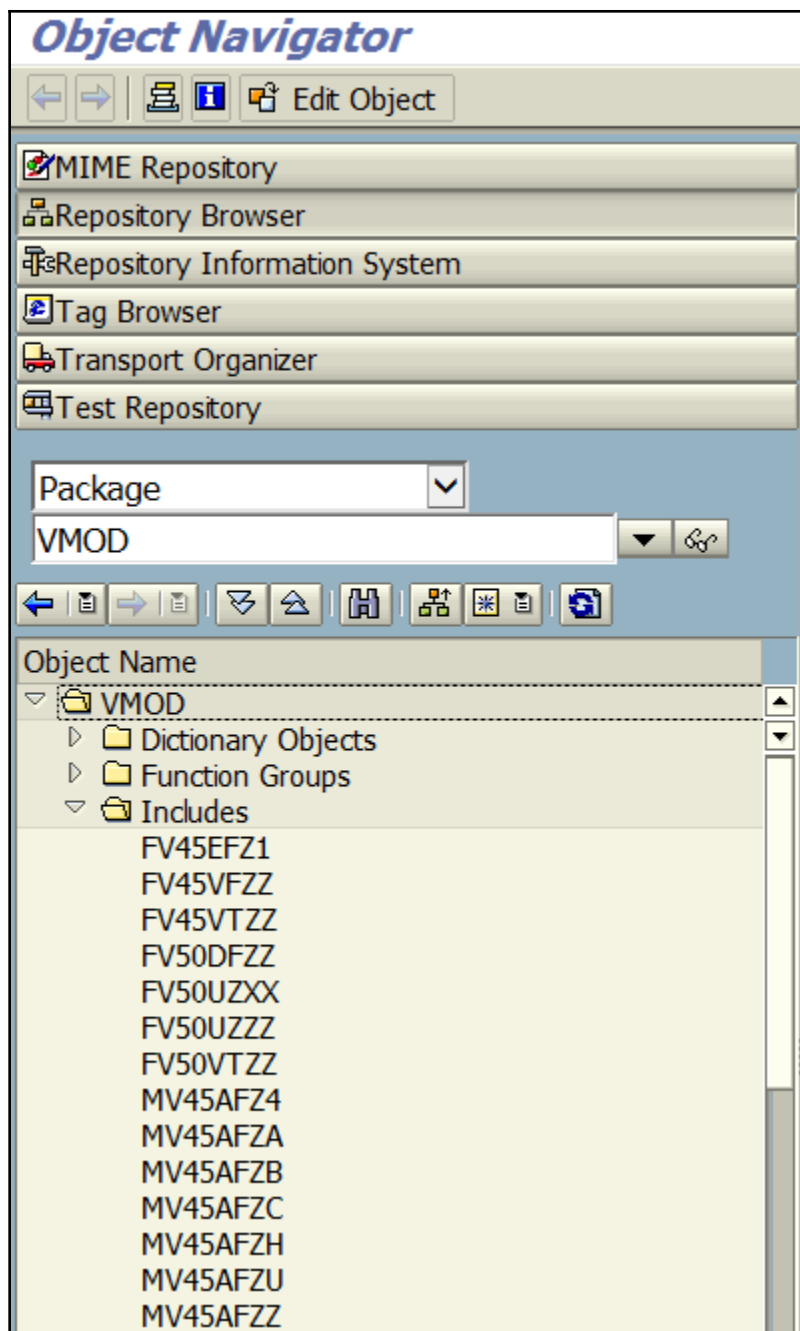 Object Navigator
Edit Object
MIME Repository
Repository Browser
Repository Information System
Tag Browser
Transport Organizer
Test Repository
Package
VMOD
Object Name
VMOD
Dictionary Objects
Function Groups
Includes
FV45EFZ1
FV45VFZZ
FV45VTZZ
FV50DFZZ
FV50UZXX
FV50UZZZ
FV50VTZZ
MV45AFZ4
MV45AFZA
MV45AFZB
MV45AFZC
MV45AFZH
MV45AFZU
MV45AFZZ